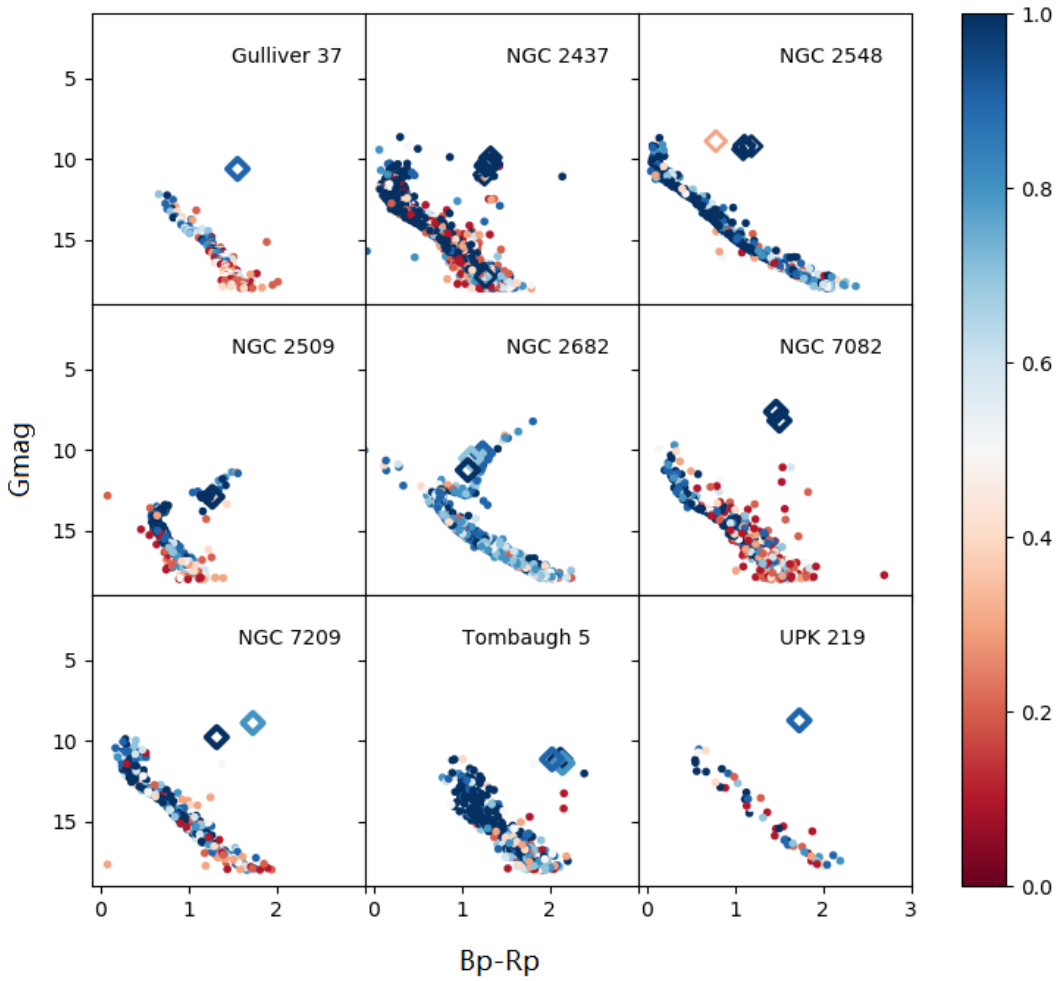 Gulliver 37
NGC 2437
NGC 2548
5
10
15
NGC 2509
NGC 2682
NGC 7082
5
10
15
NGC 7209
Tombaugh 5
UPK 219
5
10
15
0 1 2 0 1 2 0 1 2 3
Gmag
Bp-Rp
1.0
0.8
0.6
0.4
0.2
0.0